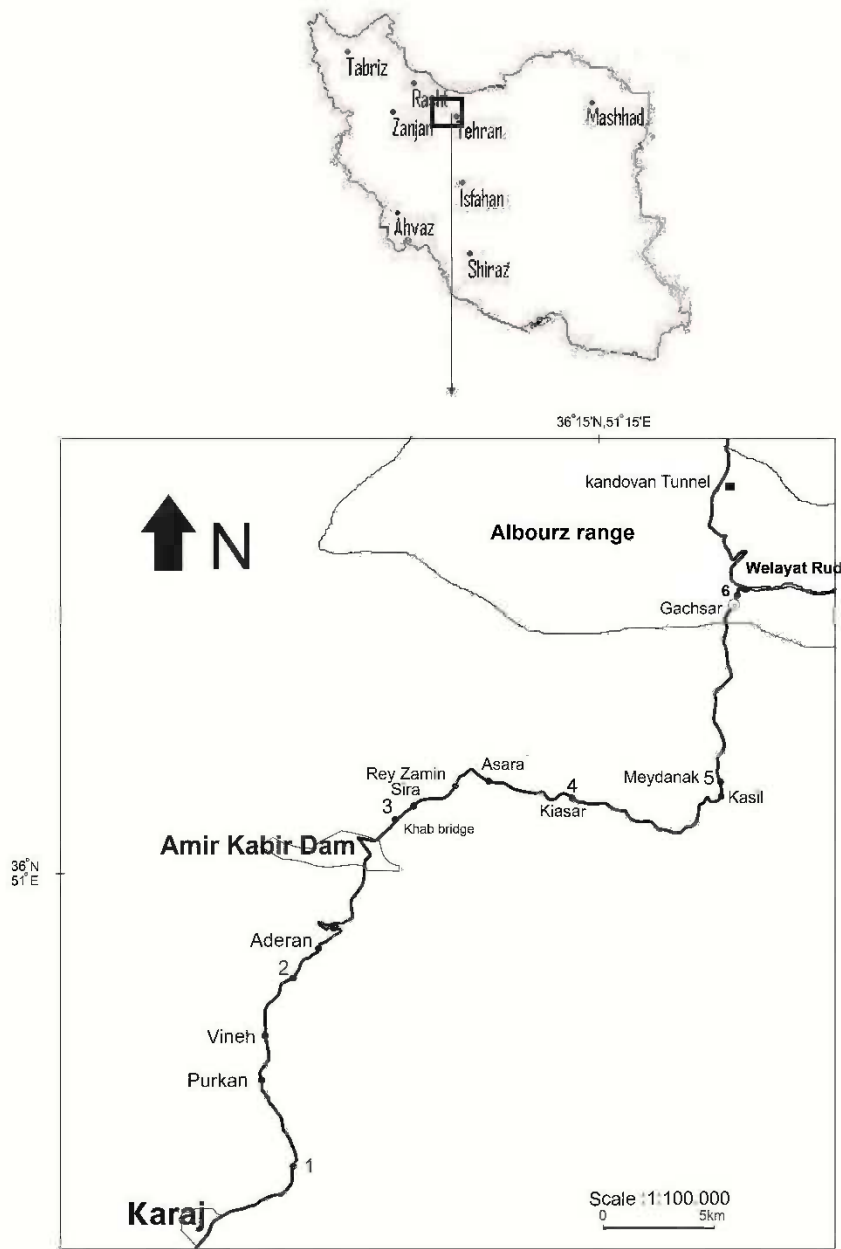 Tabriz
Rasht
Zanjan
Tehran
Mashhad
Isfahan
Ahvaz
Shiraz
36°15'N,51°15'E
kandovan Tunnel
N
Albourz range
Welayat Rud
6
Gachsar
Asara
Rey Zamin
Sira
Meydanak 5
4
Kiasar
Kasil
3
Khab bridge
Amir Kabir Dam
36°N
51°E
Aderan
2
Vineh
Purkan
1
Karaj
Scale :1:100.000
0 5km